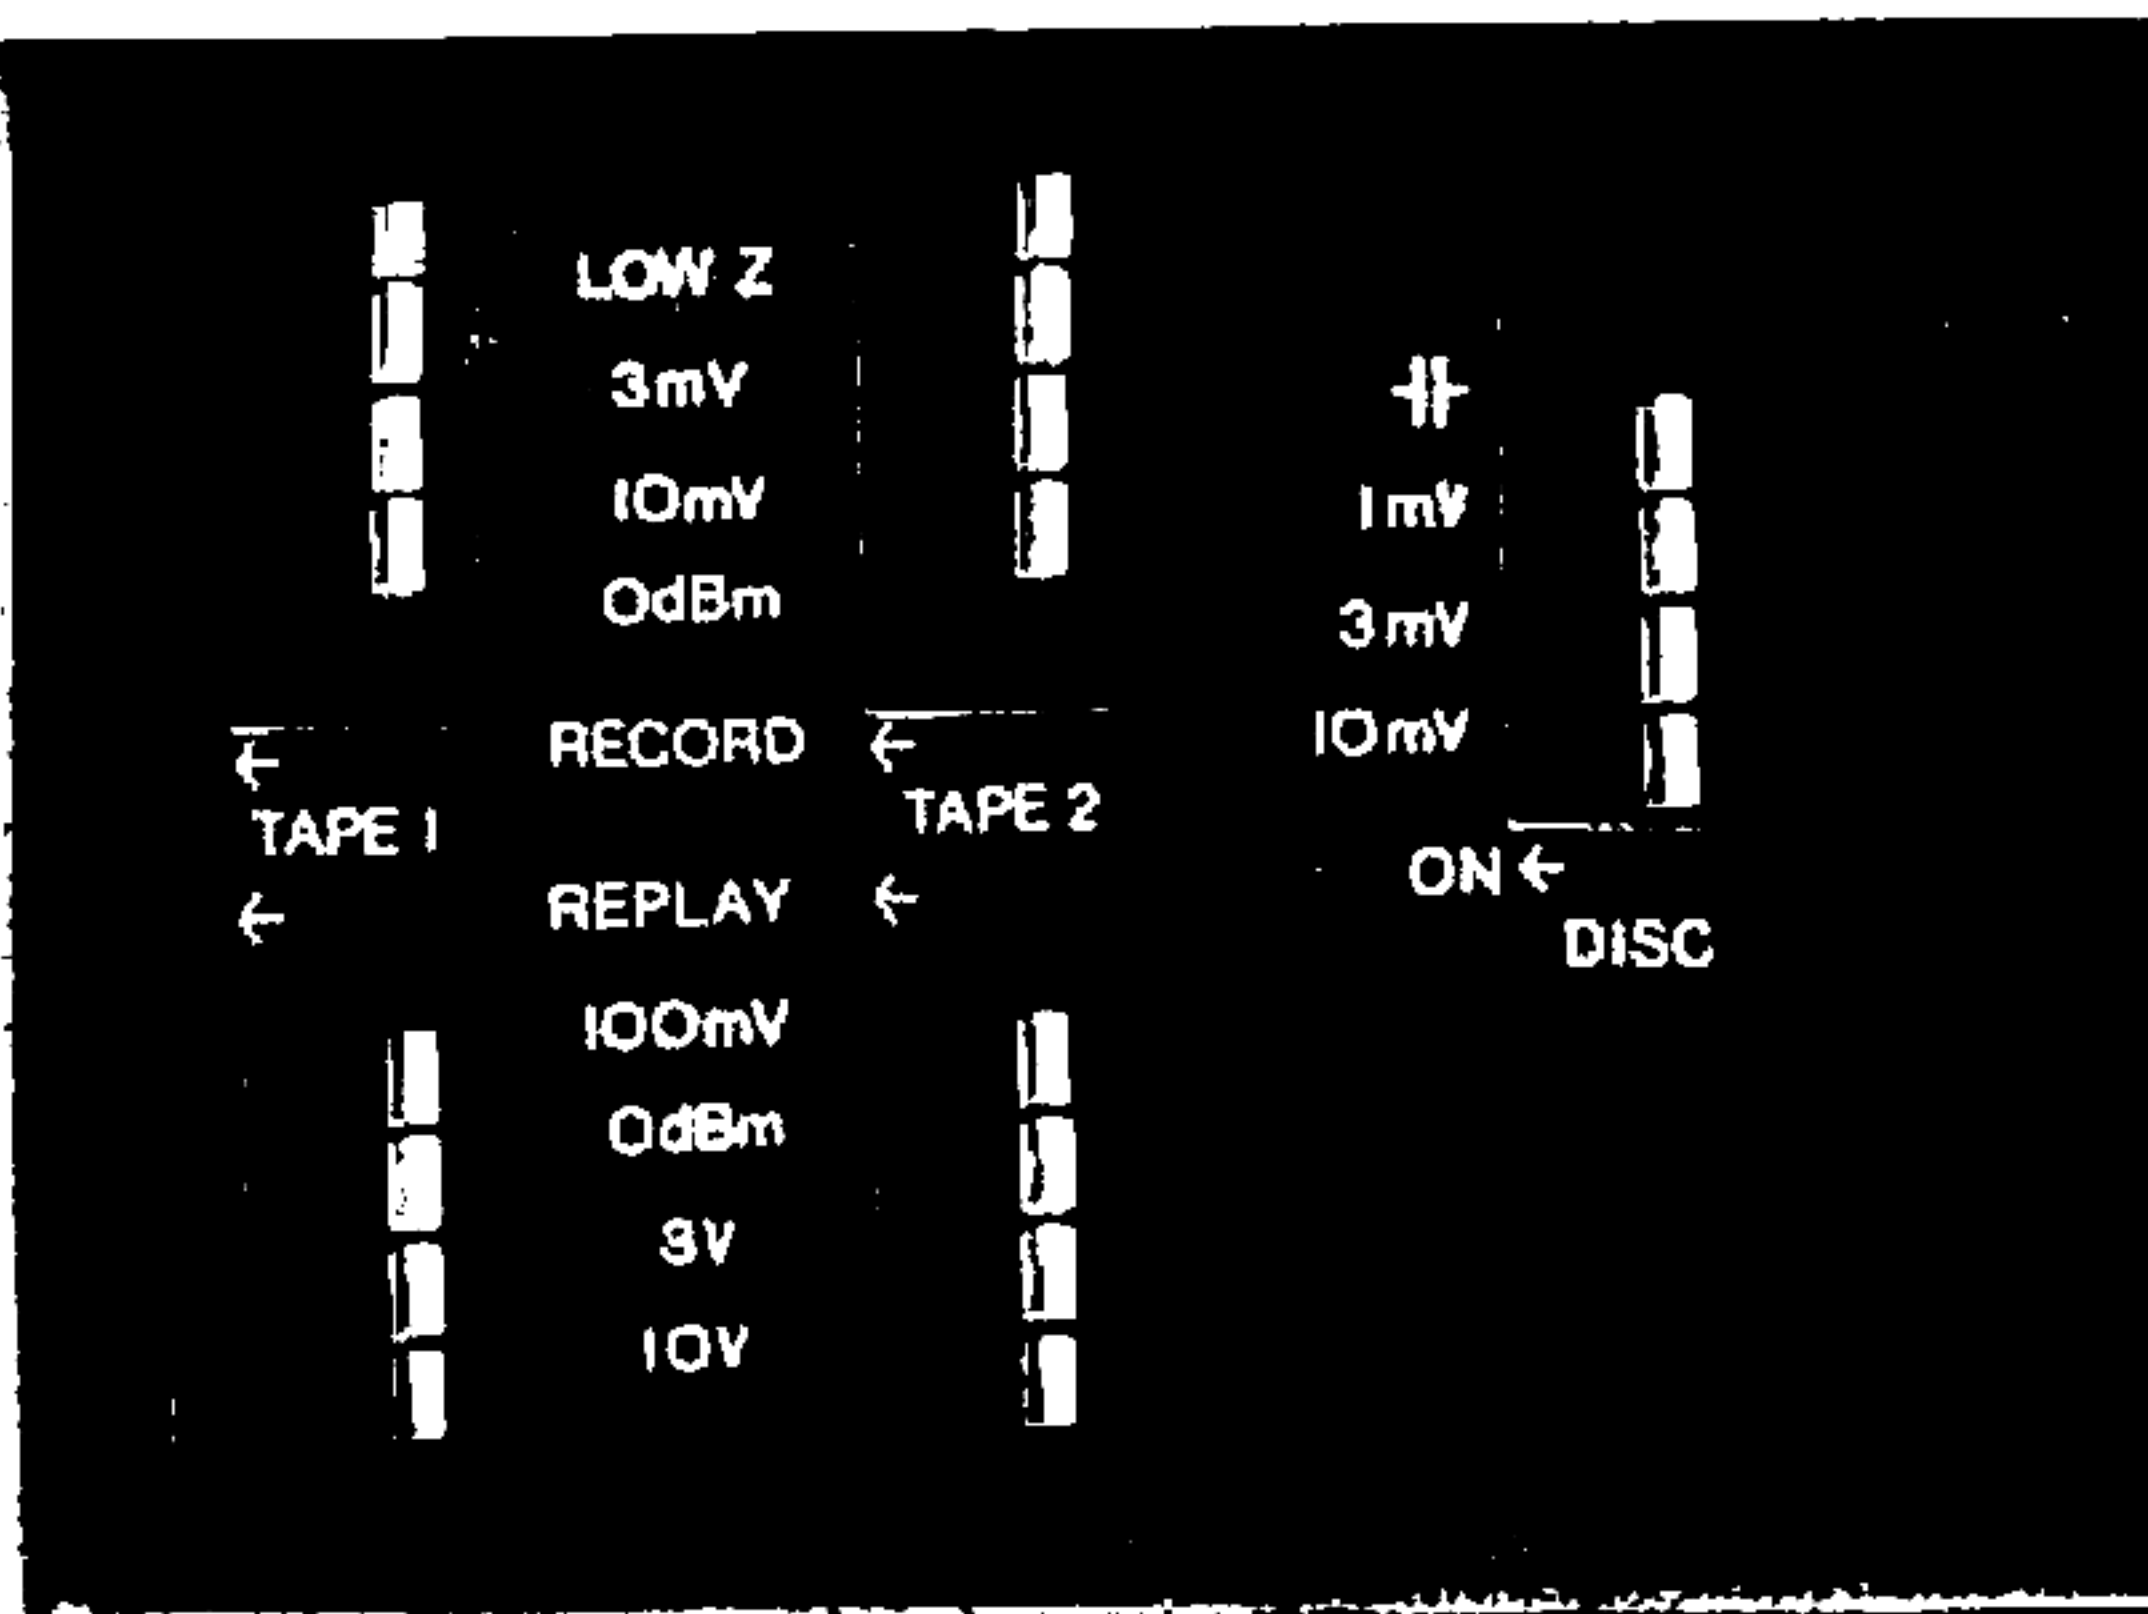 LOW Z
3mV
10mV
0dBm
RECORD
TAPE 1
TAPE 2
REPLAY
100mV
0dBm
3V
10V
1mV
3mV
10mV
ON
DISC